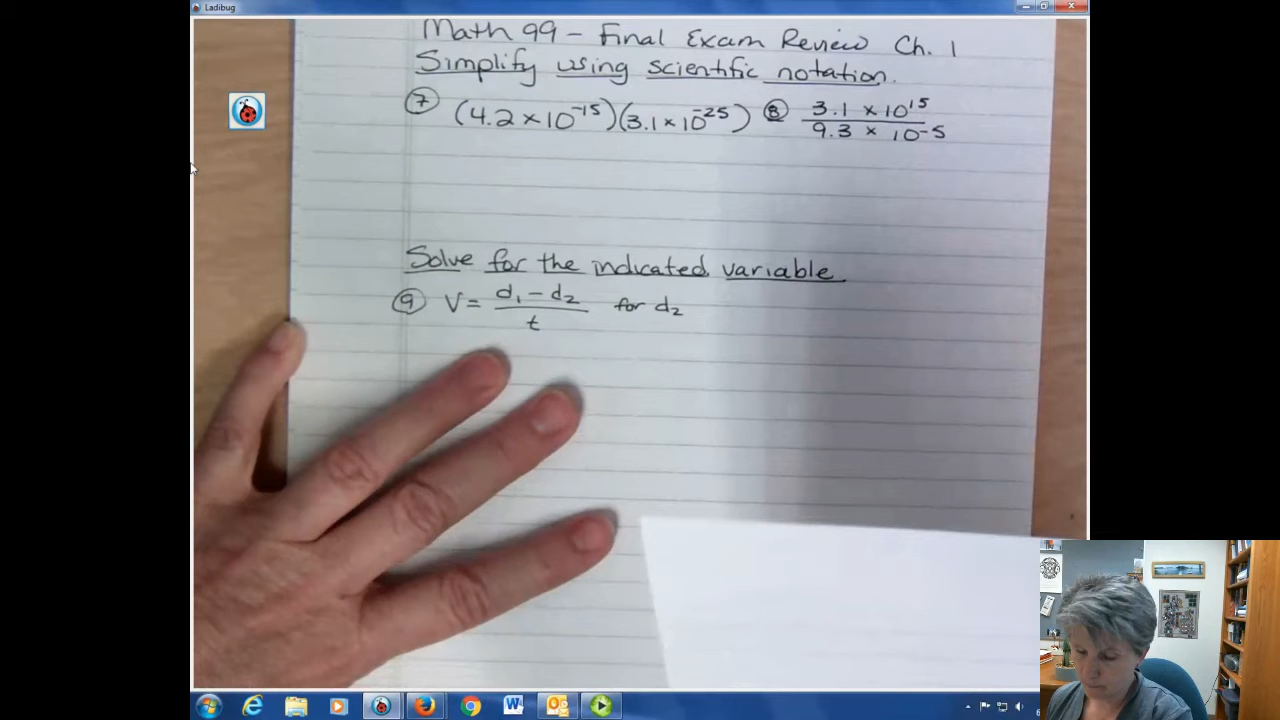 Ladibug
Math 99 - Final Exam Review Ch. 1
Simplify using scientific notation.
⑦ (4.2 × 10⁻¹⁵)(3.1 × 10⁻²⁵) ⑧ 3.1 × 10¹⁵
9.3 × 10⁻⁵
Solve for the indicated variable
⑨ V = d₁ - d₂ for d₂
t